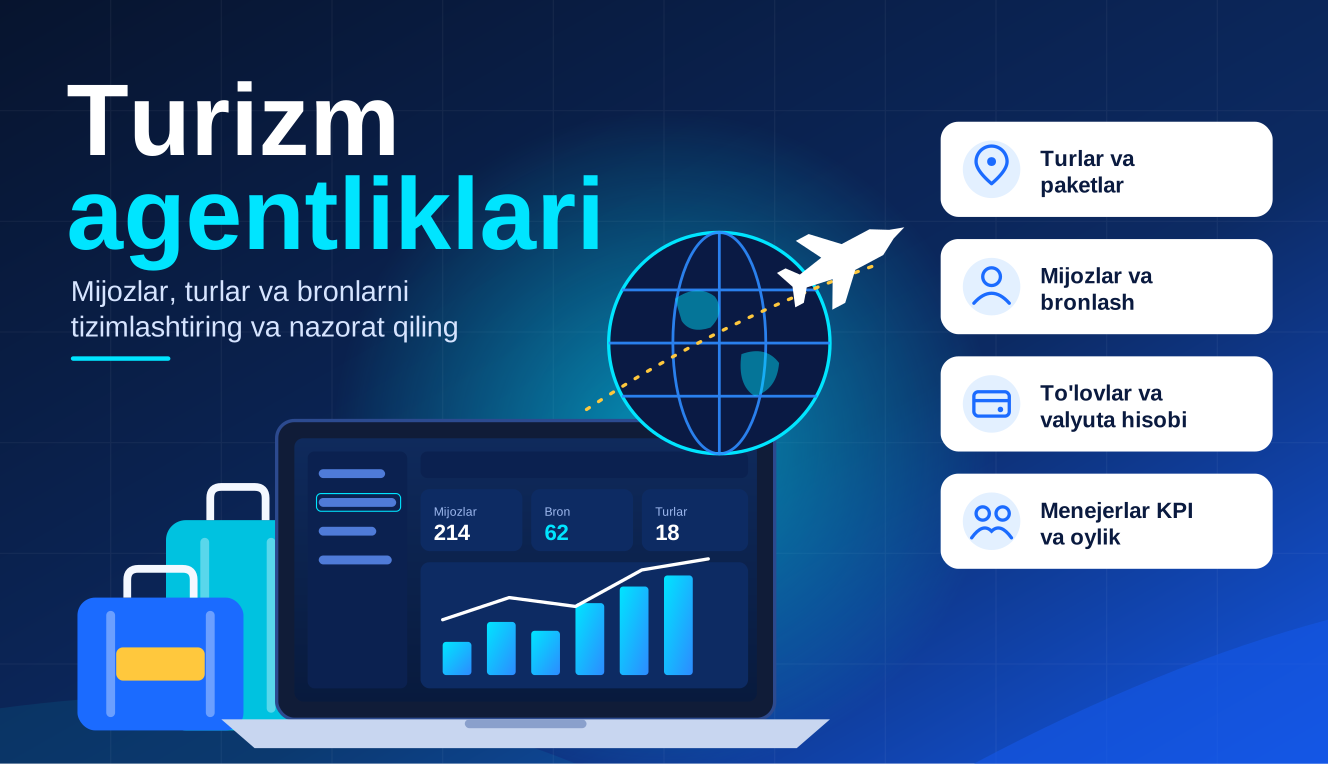 Turizm
agentliklari
Mijozlar, turlar va bronlarni
tizimlashtiring va nazorat qiling
Mijozlar
214
Bron
62
Turlar
18
Turlar va
paketlar
Mijozlar va
bronlash
To'lovlar va
valyuta hisobi
Menejerlar KPI
va oylik